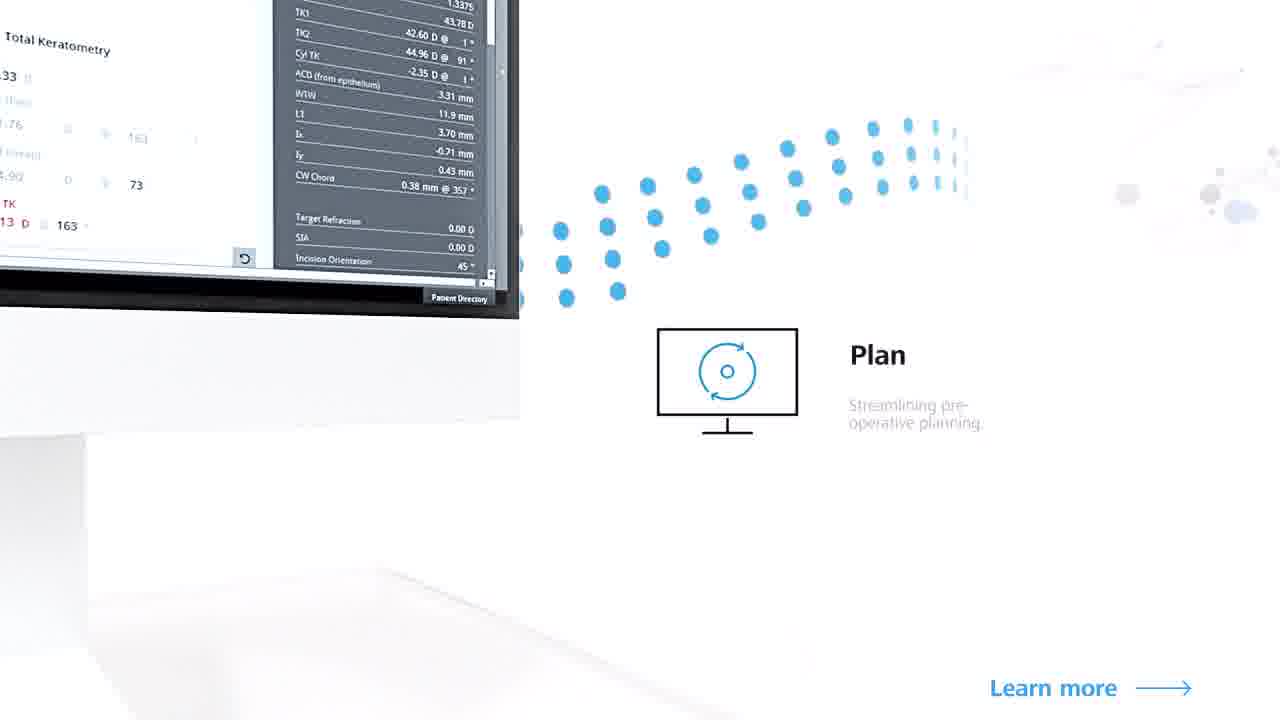 Total Keratometry
.33 D
163
D
73
TK
13 D @ 163 °
1.3375
43.78 D
TK1 42.60 D @ 1 °
TK2 44.96 D @ 91 °
Cyl TK -2.35 D @ 1 °
ACD (from epithelium) 3.31 mm
WTW 11.9 mm
LT 3.70 mm
Ix -0.71 mm
Iy 0.43 mm
CW Chord 0.38 mm @ 357 °
Target Refraction 0.00 D
SIA 0.00 D
Incision Orientation 45 °
Patient Directory
Plan
Streamlining pre-
operative planning.
Learn more